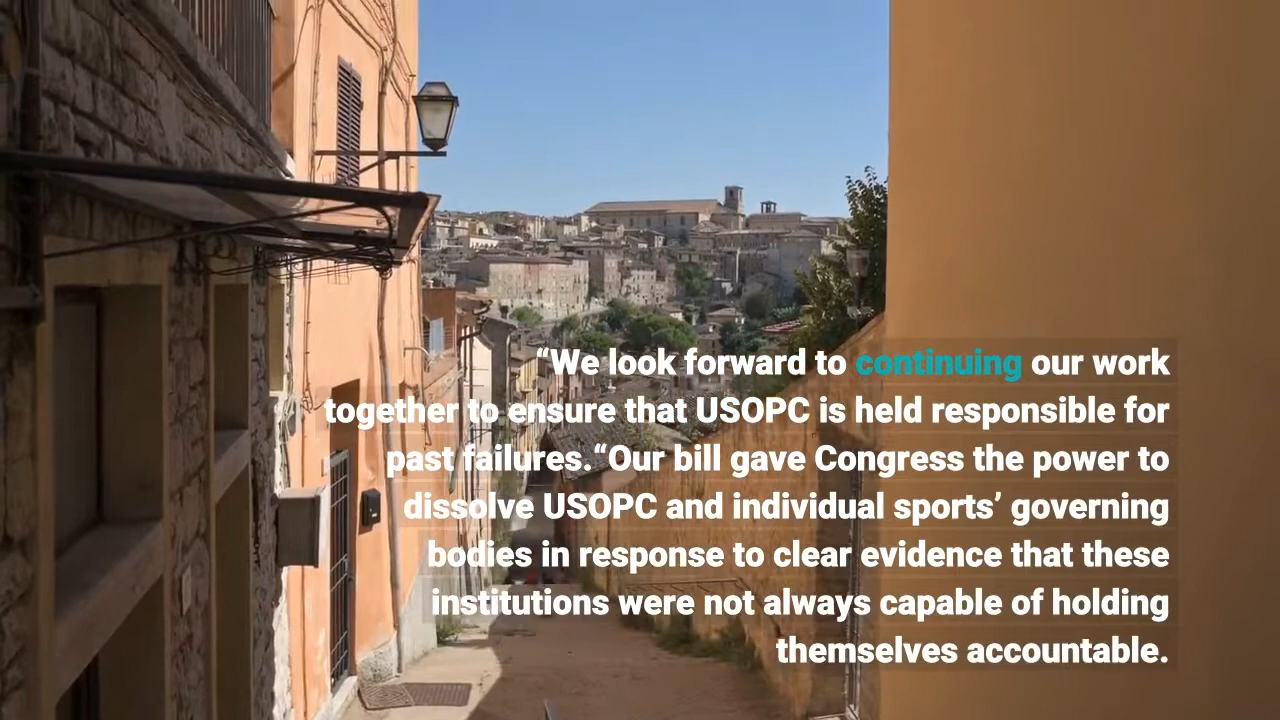 “We look forward to continuing our work
together to ensure that USOPC is held responsible for
past failures.“Our bill gave Congress the power to
dissolve USOPC and individual sports’ governing
bodies in response to clear evidence that these
institutions were not always capable of holding
themselves accountable.